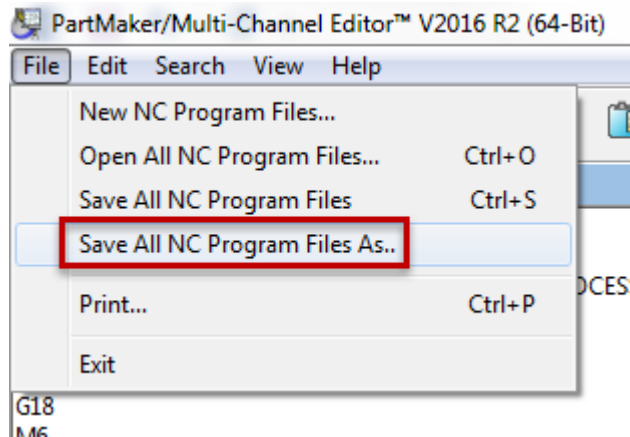 PartMaker/Multi-Channel Editor™ V2016 R2 (64-Bit)
File Edit Search View Help
New NC Program Files...
Open All NC Program Files... Ctrl+O
Save All NC Program Files Ctrl+S
Save All NC Program Files As..
Print... Ctrl+P
Exit
G18
M6